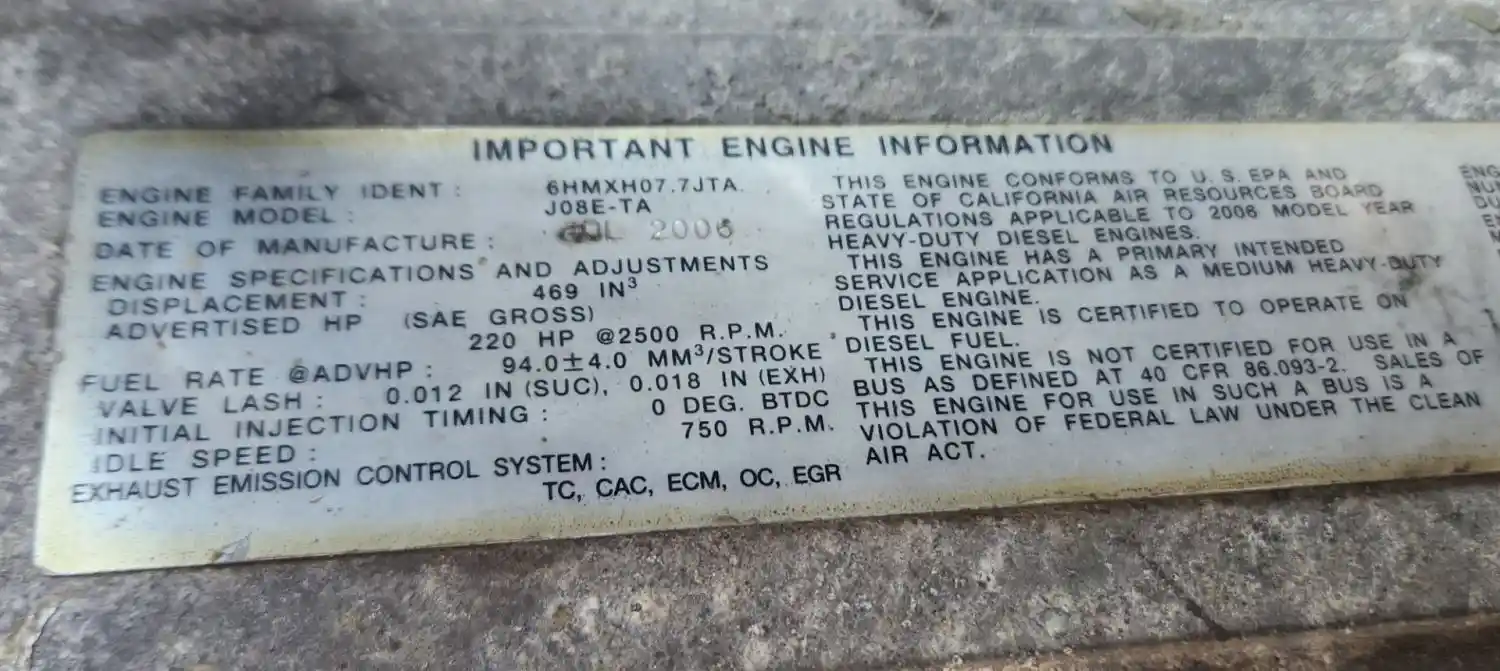 IMPORTANT ENGINE INFORMATION
ENGINE FAMILY IDENT : 6HMXH07.7JTA
ENGINE MODEL : J08E-TA
DATE OF MANUFACTURE : JUL 2006
ENGINE SPECIFICATIONS AND ADJUSTMENTS
DISPLACEMENT : 469 IN³
ADVERTISED HP (SAE GROSS)
220 HP @2500 R.P.M.
FUEL RATE @ADVHP : 94.0±4.0 MM³/STROKE
VALVE LASH : 0.012 IN (SUC), 0.018 IN (EXH)
INITIAL INJECTION TIMING : 0 DEG. BTDC
IDLE SPEED : 750 R.P.M.
EXHAUST EMISSION CONTROL SYSTEM :
TC, CAC, ECM, OC, EGR
THIS ENGINE CONFORMS TO U.S. EPA AND
STATE OF CALIFORNIA AIR RESOURCES BOARD
REGULATIONS APPLICABLE TO 2006 MODEL YEAR
HEAVY-DUTY DIESEL ENGINES.
THIS ENGINE HAS A PRIMARY INTENDED
SERVICE APPLICATION AS A MEDIUM HEAVY-DUTY
DIESEL ENGINE.
THIS ENGINE IS CERTIFIED TO OPERATE ON
DIESEL FUEL.
THIS ENGINE IS NOT CERTIFIED FOR USE IN A
BUS AS DEFINED AT 40 CFR 86.093-2. SALES OF
THIS ENGINE FOR USE IN SUCH A BUS IS A
VIOLATION OF FEDERAL LAW UNDER THE CLEAN
AIR ACT.